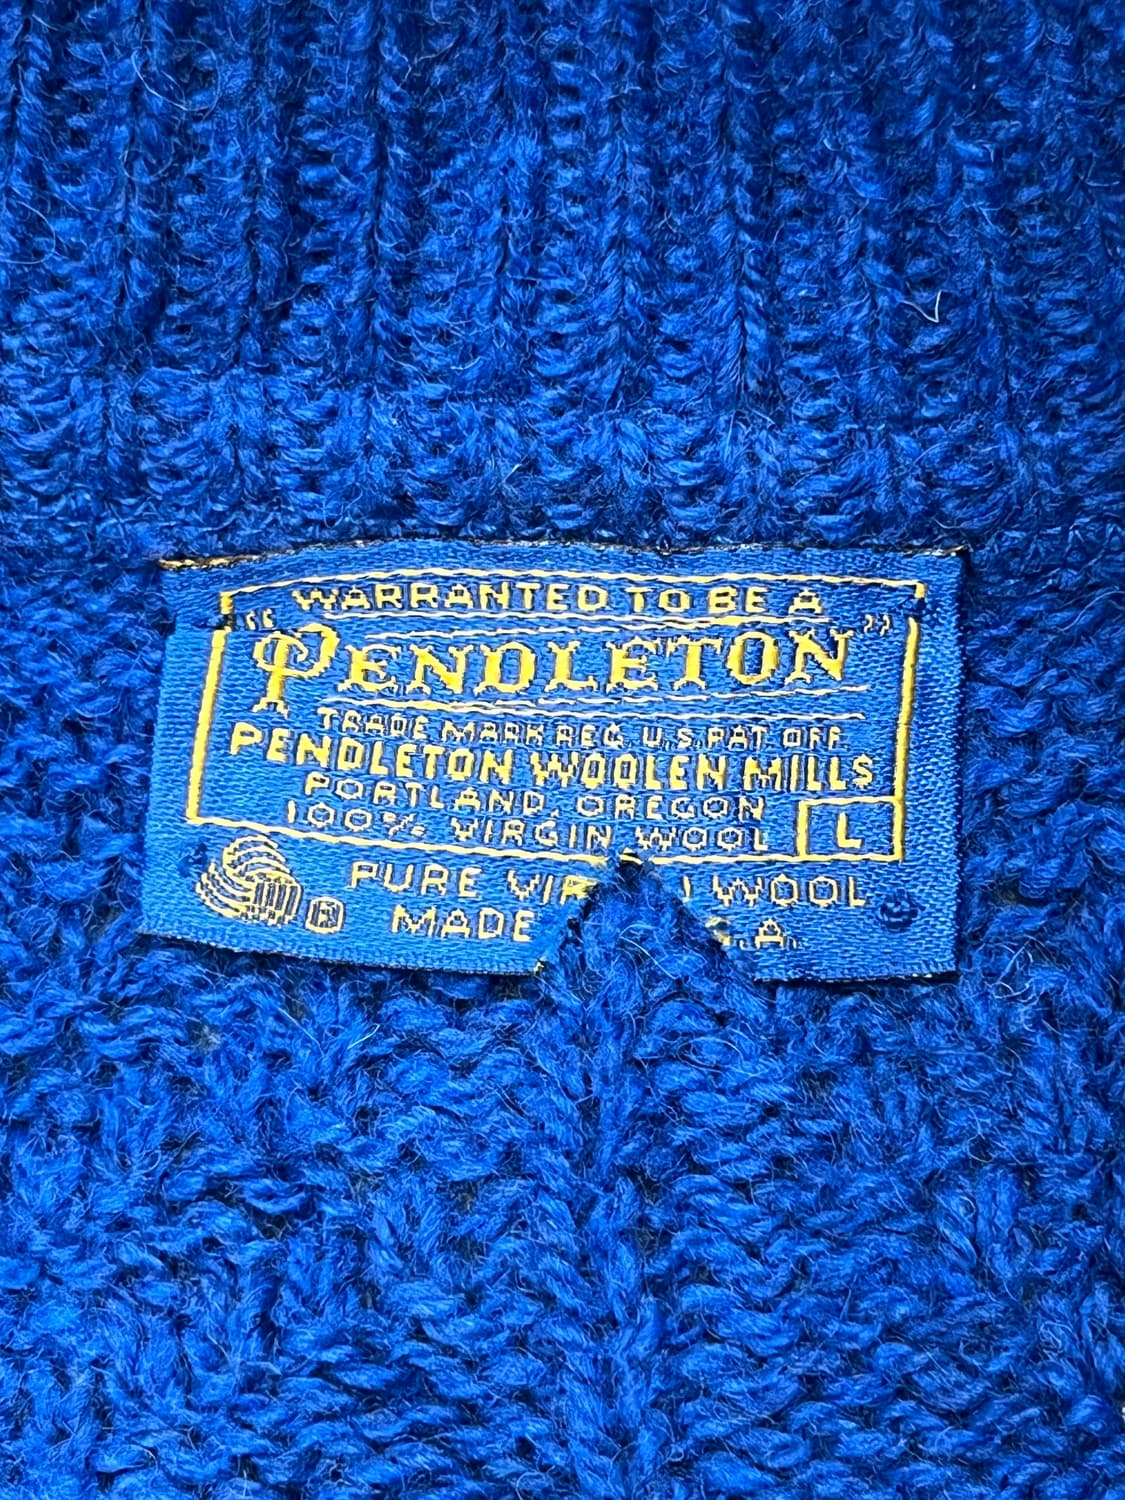 WARRANTED TO BE A
"PENDLETON"
TRADE MARK REG. U.S. PAT. OFF.
PENDLETON WOOLEN MILLS
PORTLAND, OREGON
100% VIRGIN WOOL
L
PURE WOOL
R
MADE